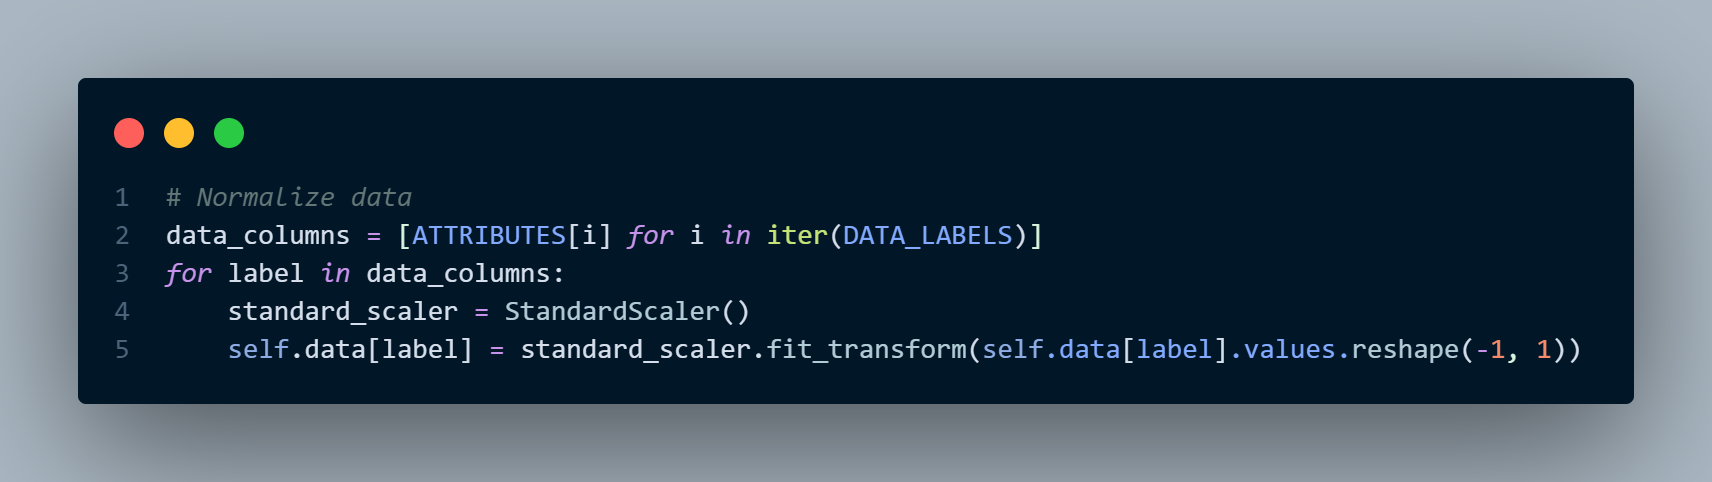 1 # Normalize data
2 data_columns = [ATTRIBUTES[i] for i in iter(DATA_LABELS)]
3 for label in data_columns:
4     standard_scaler = StandardScaler()
5     self.data[label] = standard_scaler.fit_transform(self.data[label].values.reshape(-1, 1))